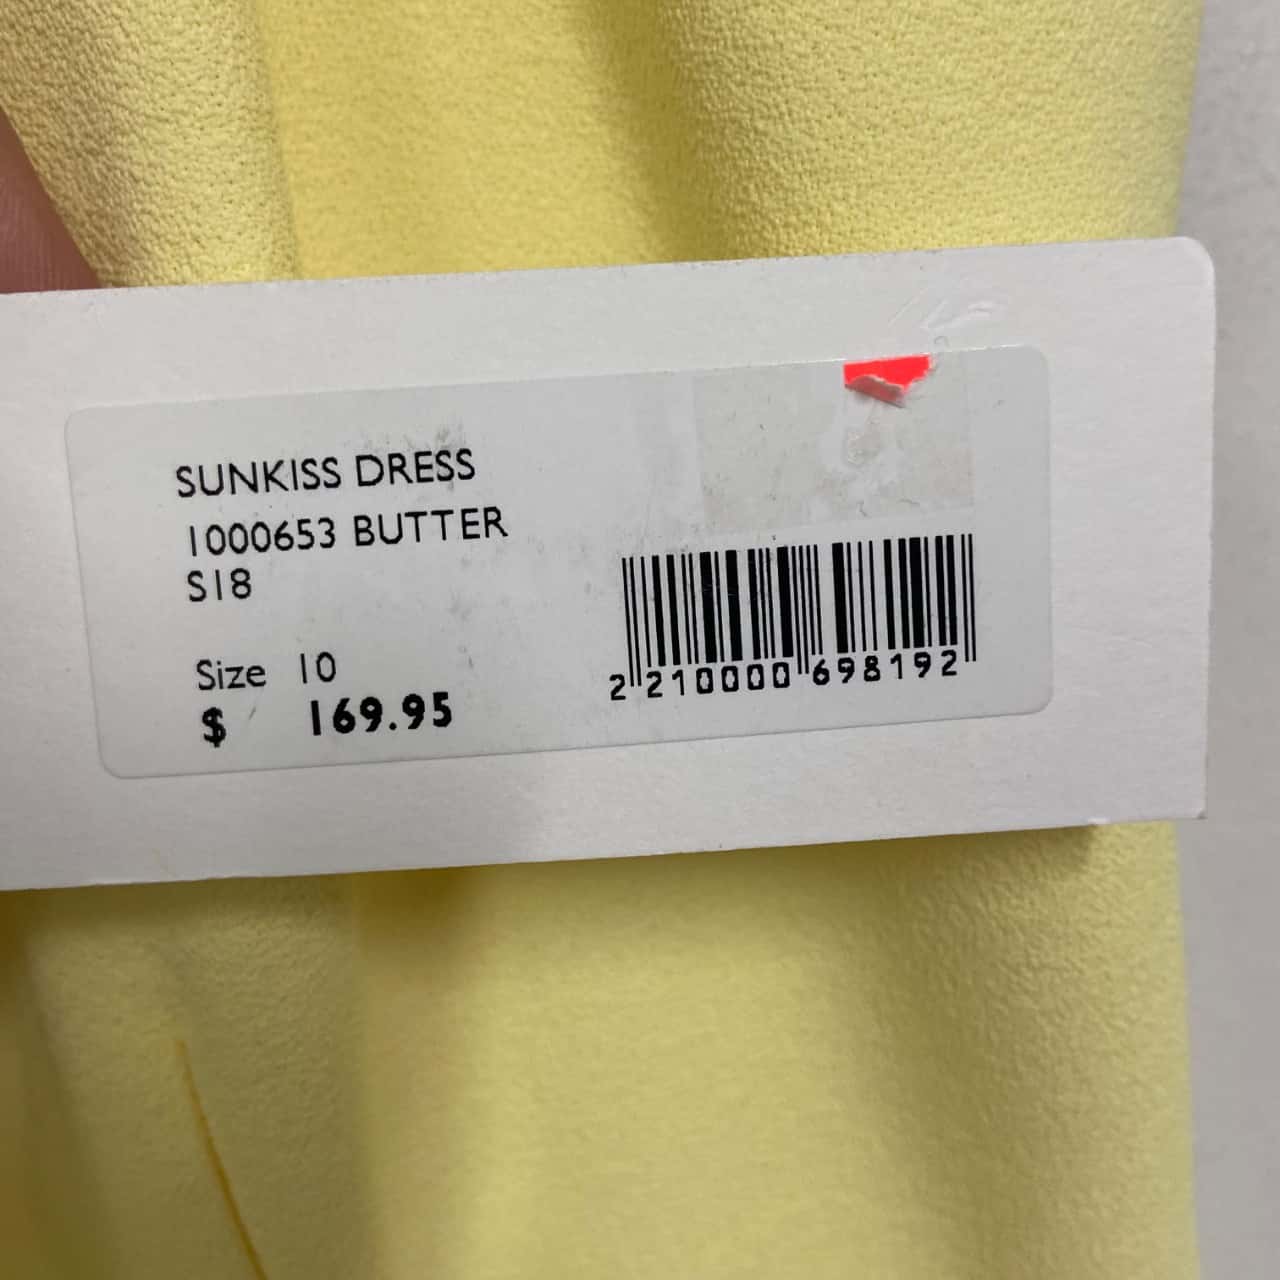 SUNKISS DRESS
1000653 BUTTER
S18
Size 10
$ 169.95
2 210000 698192